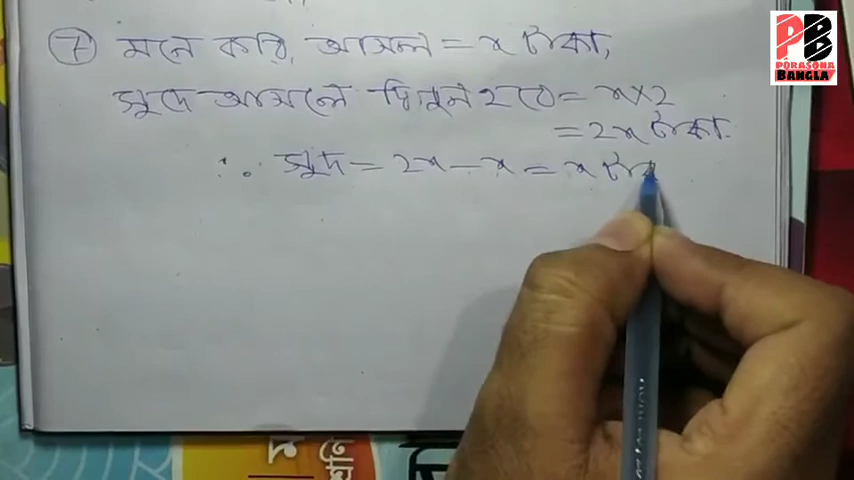 PB
PORASONA
BANGLA
⑦ মনে করি, আসল = x টাকা,
সুদে আসলে দ্বিগুন হবে = x×2
= 2x টাকা.
∴ সুদ = 2x – x = x টাক